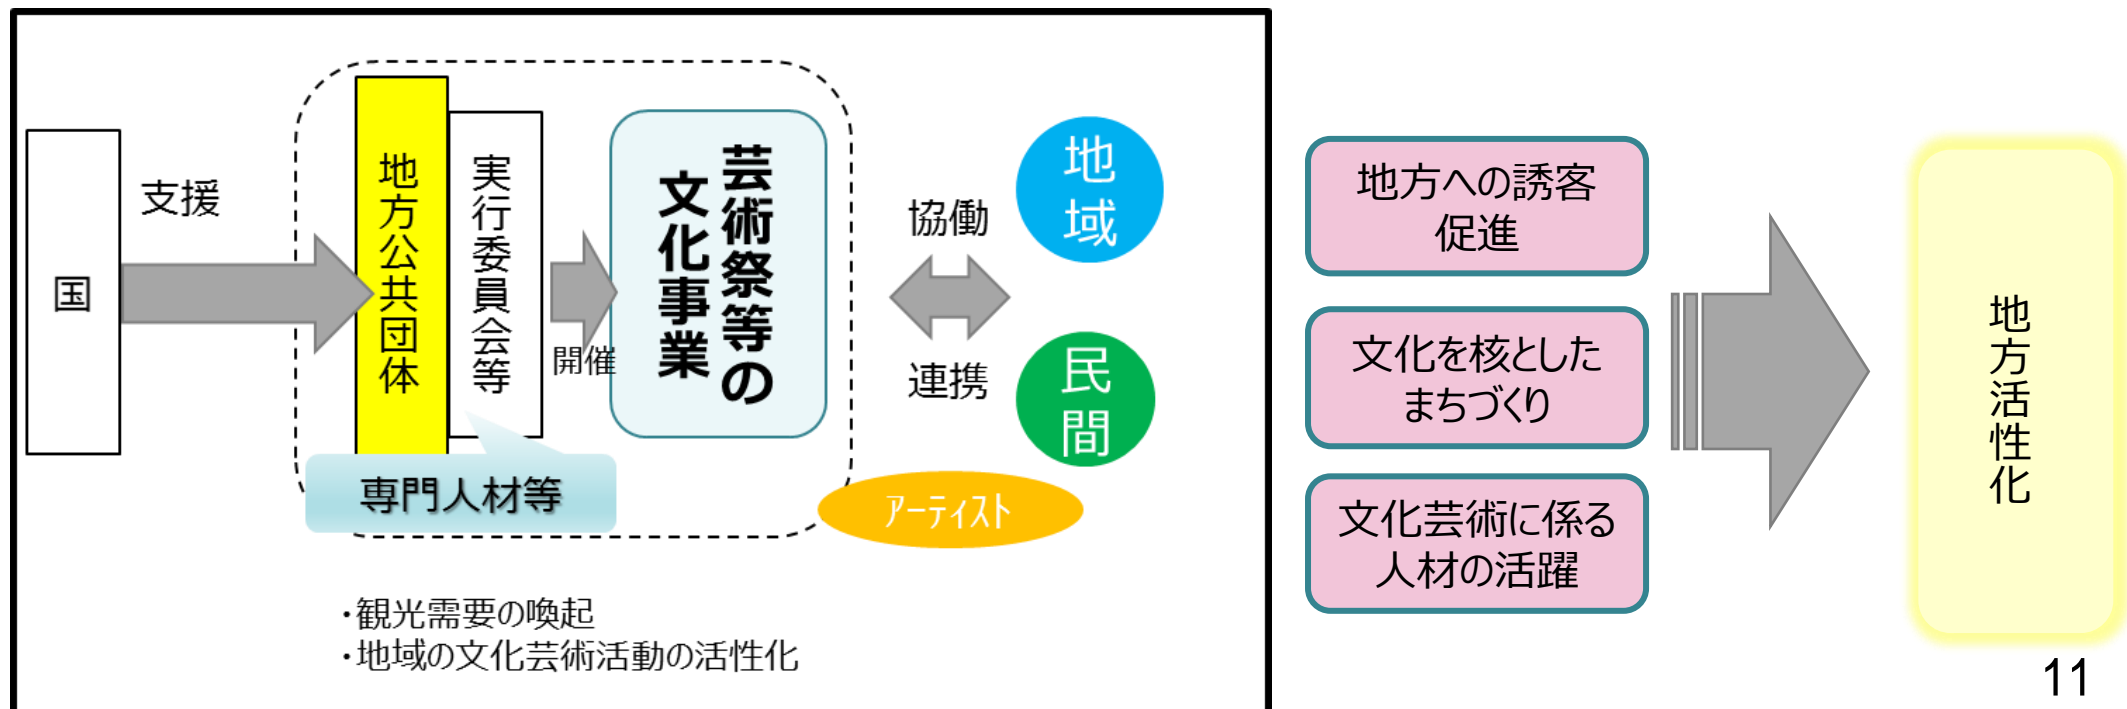 国
支援
地方公共団体
実行委員会等
専門人材等
開催
芸術祭等の
文化事業
協働
連携
地域
民間
アーティスト
・観光需要の喚起
・地域の文化芸術活動の活性化
地方への誘客
促進
文化を核とした
まちづくり
文化芸術に係る
人材の活躍
地方活性化
11